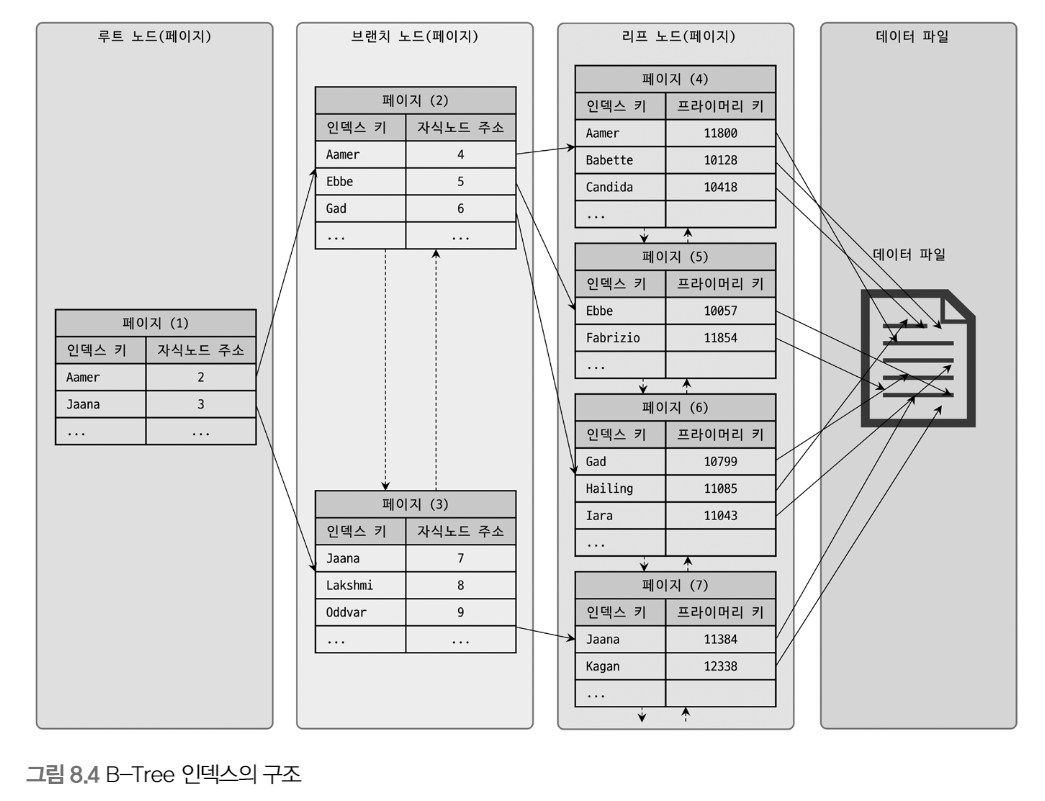 루트 노드(페이지)
페이지 (1)
인덱스 키 자식노드 주소
Aamer 2
Jaana 3
... ...
브랜치 노드(페이지)
페이지 (2)
인덱스 키 자식노드 주소
Aamer 4
Ebbe 5
Gad 6
... ...
페이지 (3)
인덱스 키 자식노드 주소
Jaana 7
Lakshmi 8
Oddvar 9
... ...
리프 노드(페이지)
페이지 (4)
인덱스 키 프라이머리 키
Aamer 11800
Babette 10128
Candida 10418
...
페이지 (5)
인덱스 키 프라이머리 키
Ebbe 10057
Fabrizio 11854
...
페이지 (6)
인덱스 키 프라이머리 키
Gad 10799
Hailing 11085
Iara 11043
...
페이지 (7)
인덱스 키 프라이머리 키
Jaana 11384
Kagan 12338
...
데이터 파일
데이터 파일
그림 8.4 B-Tree 인덱스의 구조